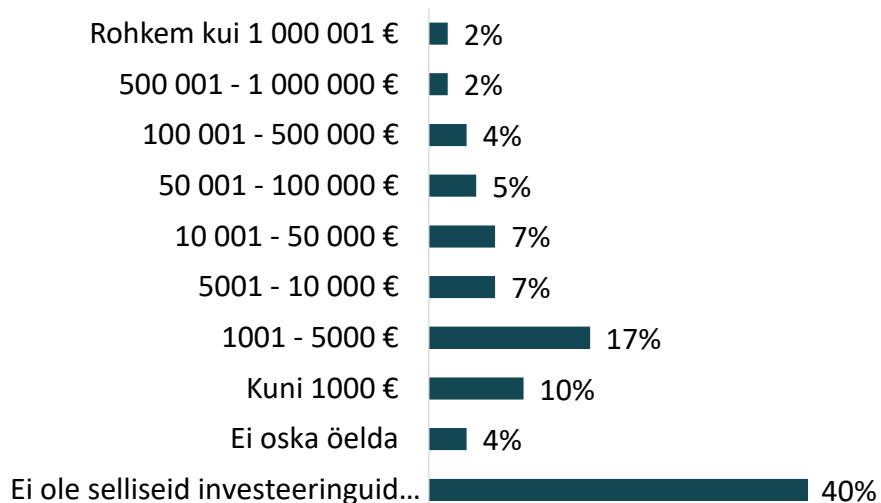 Rohkem kui 1 000 001 € 2%
500 001 - 1 000 000 € 2%
100 001 - 500 000 € 4%
50 001 - 100 000 € 5%
10 001 - 50 000 € 7%
5001 - 10 000 € 7%
1001 - 5000 € 17%
Kuni 1000 € 10%
Ei oska öelda 4%
Ei ole selliseid investeeringuid... 40%